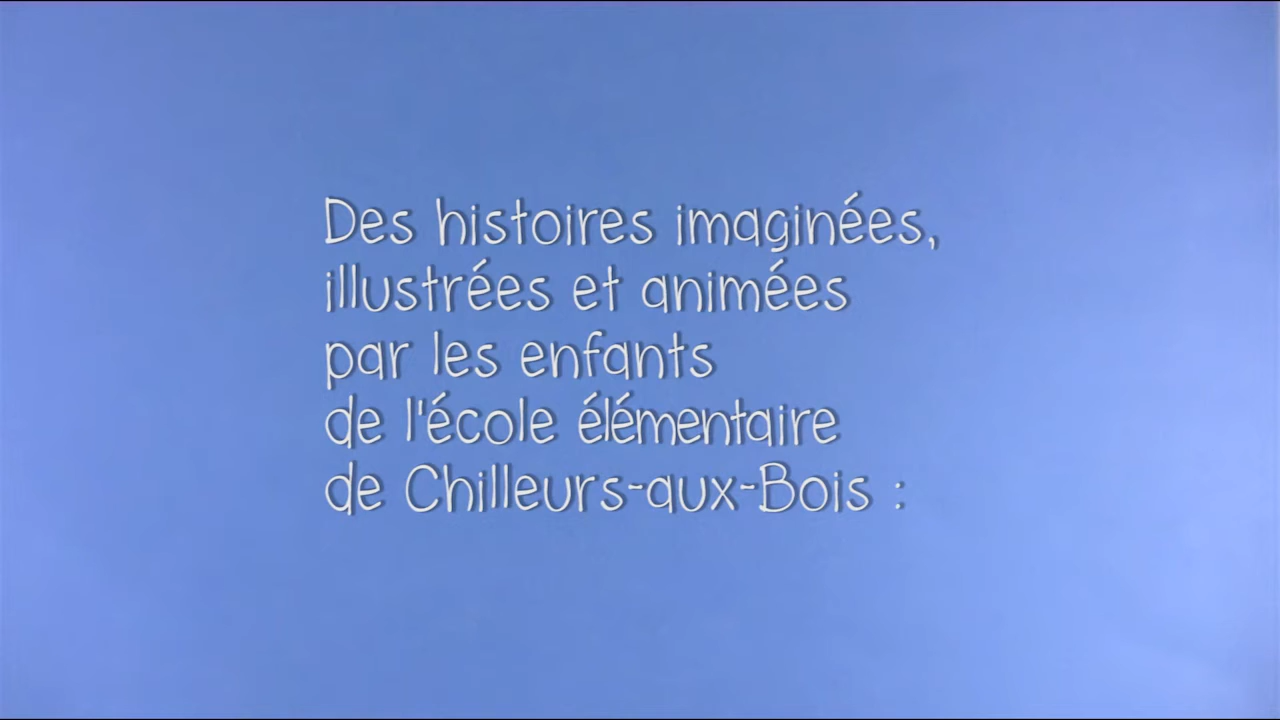 Des histoires imaginées,
illustrées et animées
par les enfants
de l'école élémentaire
de Chilleurs-aux-Bois :